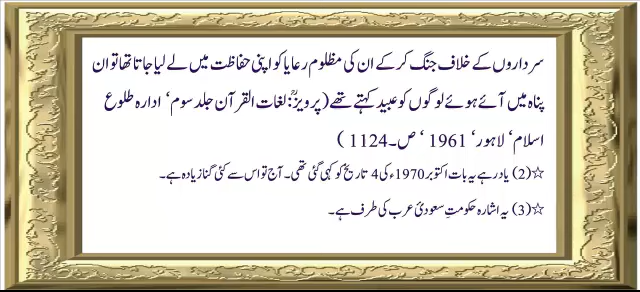 سرداروں کے خلاف جنگ کرکے ان کی مظلوم رعایا کو اپنی حفاظت میں لے لیا جاتا تھا تو ان
پناہ میں آئے ہوئے لوگوں کو عبید کہتے تھے (پرویزؒ: لغات القرآن جلد سوم‘ ادارہ طلوع
اسلام‘ لاہور‘ 1961 ‘ ص۔1124 )
☆(2) یاد رہے یہ بات اکتوبر 1970ء کی 4 تاریخ کو کہی گئی تھی۔ آج تو اس سے کئی گنا زیادہ ہے۔
☆(3) یہ اشارہ حکومتِ سعودیٔ عرب کی طرف ہے۔